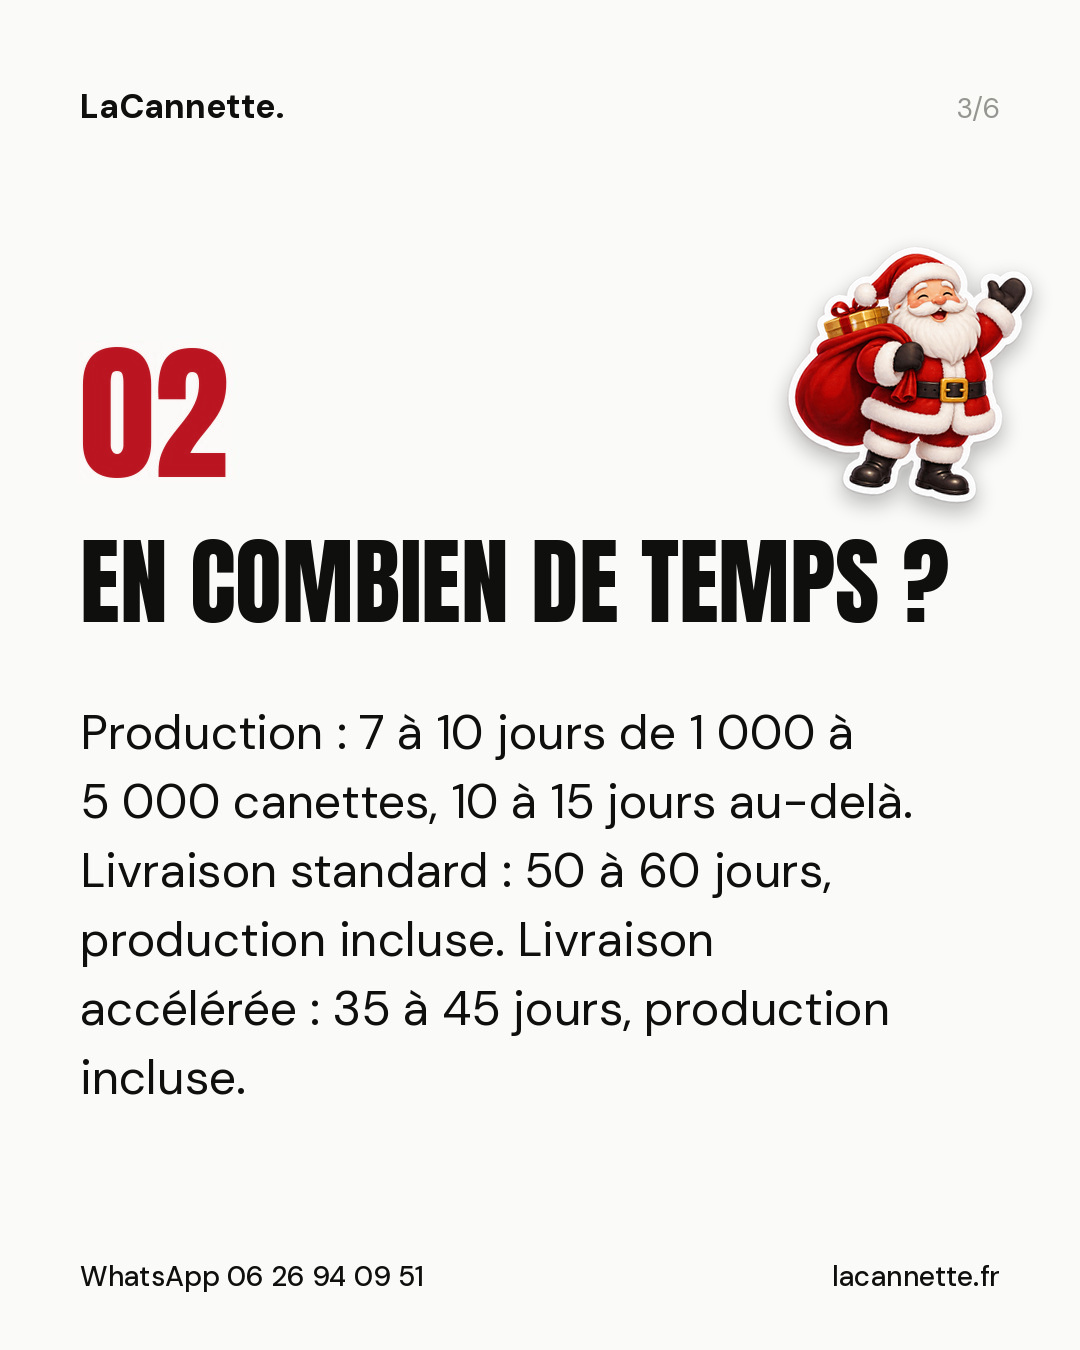 LaCannette.
3/6
02
EN COMBIEN DE TEMPS ?
Production : 7 à 10 jours de 1 000 à
5 000 canettes, 10 à 15 jours au-delà.
Livraison standard : 50 à 60 jours,
production incluse. Livraison
accélérée : 35 à 45 jours, production
incluse.
WhatsApp 06 26 94 09 51
lacannette.fr